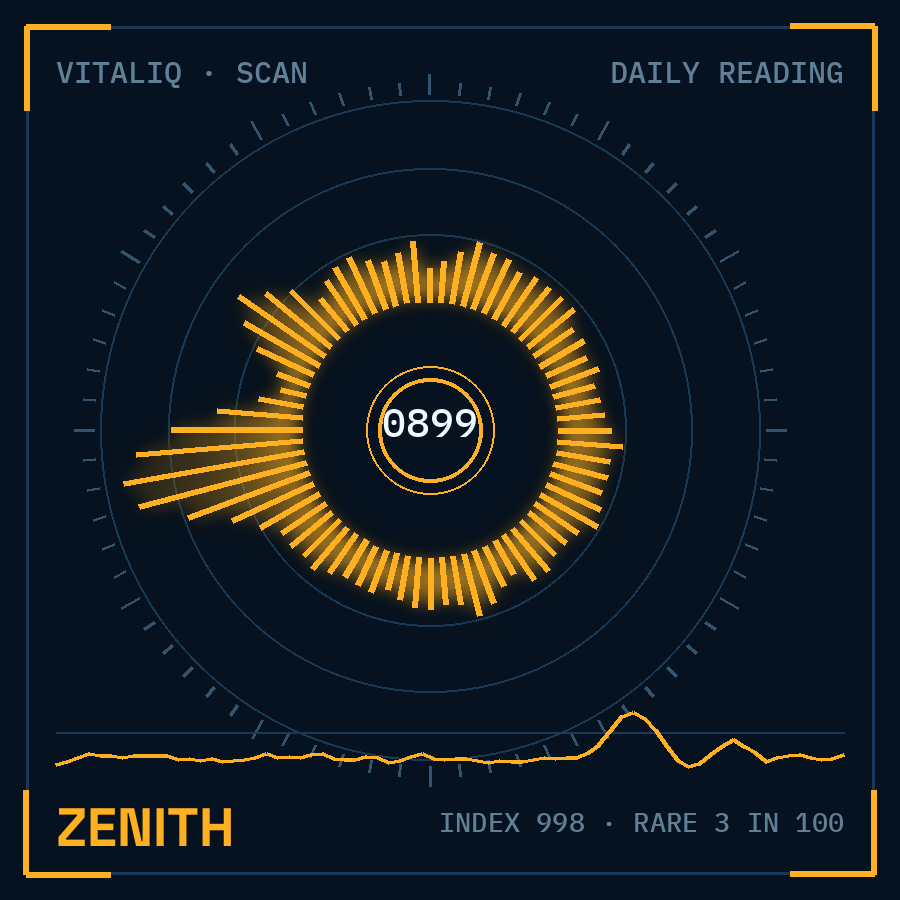 VITALIQ · SCAN
DAILY READING
0899
ZENITH
INDEX 998 · RARE 3 IN 100